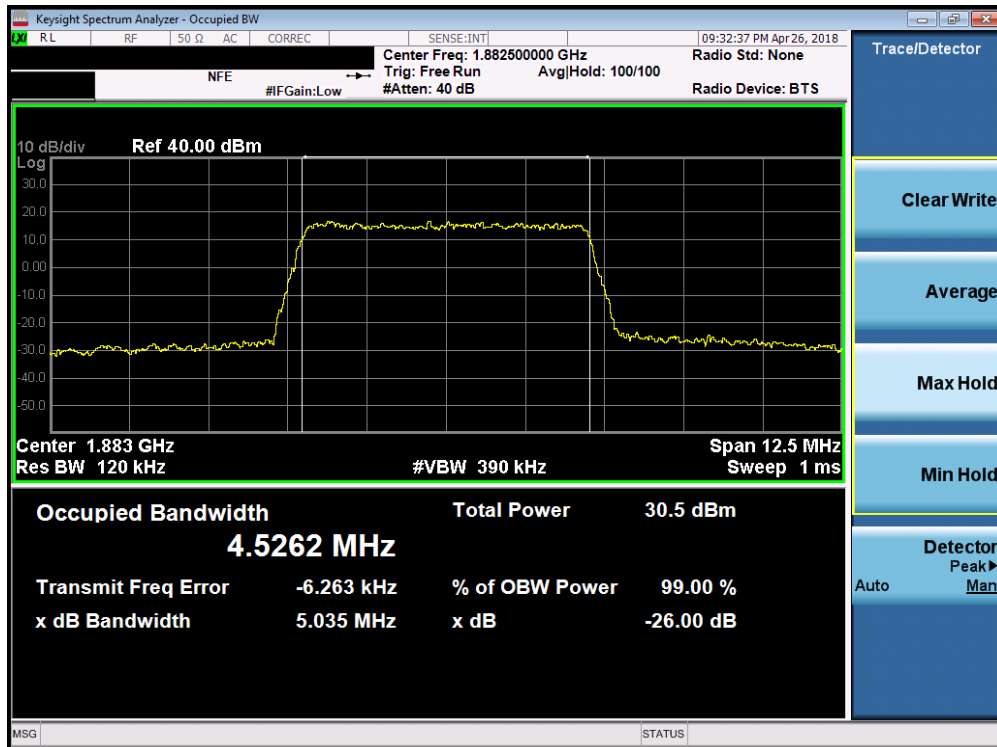 Keysight Spectrum Analyzer - Occupied BW
LXI RL RF 50 Ω AC CORREC SENSE:INT 09:32:37 PM Apr 26, 2018
Center Freq: 1.882500000 GHz Radio Std: None
NFE Trig: Free Run Avg|Hold: 100/100
#IFGain:Low #Atten: 40 dB Radio Device: BTS
10 dB/div Ref 40.00 dBm
Log
30.0
20.0
10.0
0.00
-10.0
-20.0
-30.0
-40.0
-50.0
Center 1.883 GHz Span 12.5 MHz
Res BW 120 kHz #VBW 390 kHz Sweep 1 ms
Occupied Bandwidth Total Power 30.5 dBm
4.5262 MHz
Transmit Freq Error -6.263 kHz % of OBW Power 99.00 %
x dB Bandwidth 5.035 MHz x dB -26.00 dB
Trace/Detector
Clear Write
Average
Max Hold
Min Hold
Detector
Peak▶
Auto Man
MSG STATUS